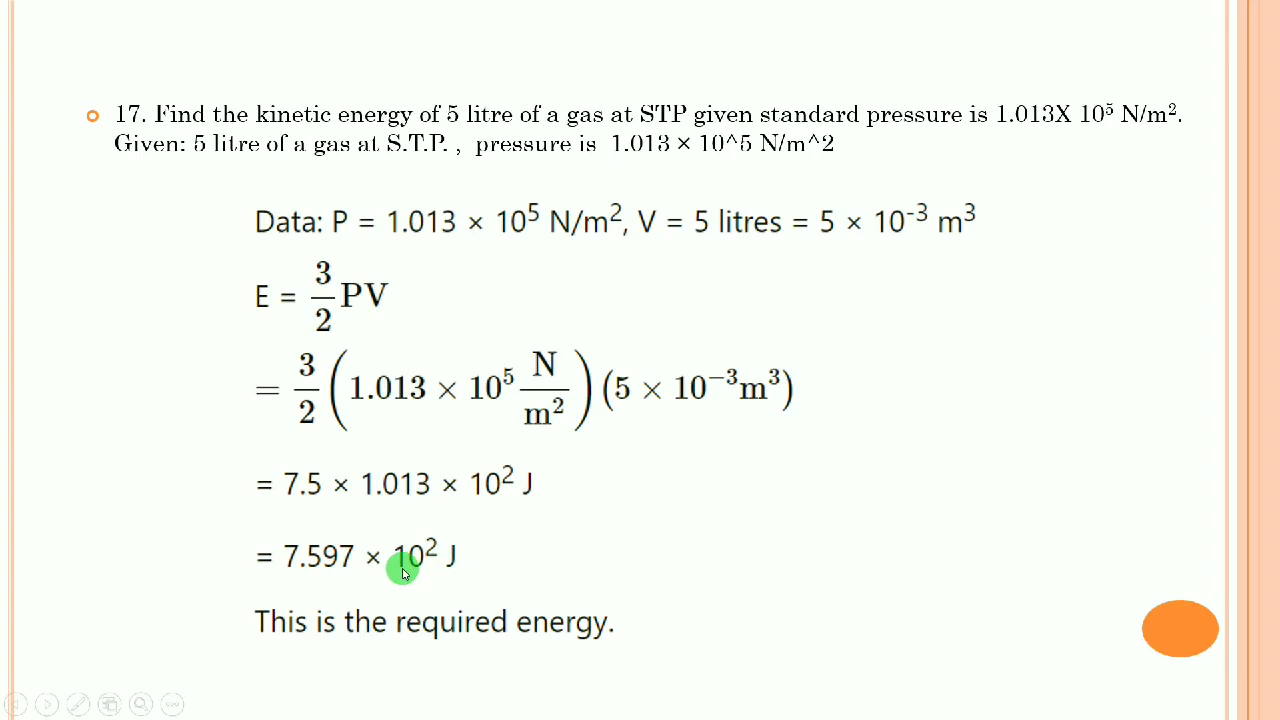 17. Find the kinetic energy of 5 litre of a gas at STP given standard pressure is 1.013X 10⁵ N/m².
Given: 5 litre of a gas at S.T.P. , pressure is 1.013 × 10^5 N/m^2
Data: P = 1.013 × 10⁵ N/m², V = 5 litres = 5 × 10⁻³ m³
E = 3/2 PV
= 3/2 (1.013 × 10⁵ N/m²) (5 × 10⁻³m³)
= 7.5 × 1.013 × 10² J
= 7.597 × 10² J
This is the required energy.